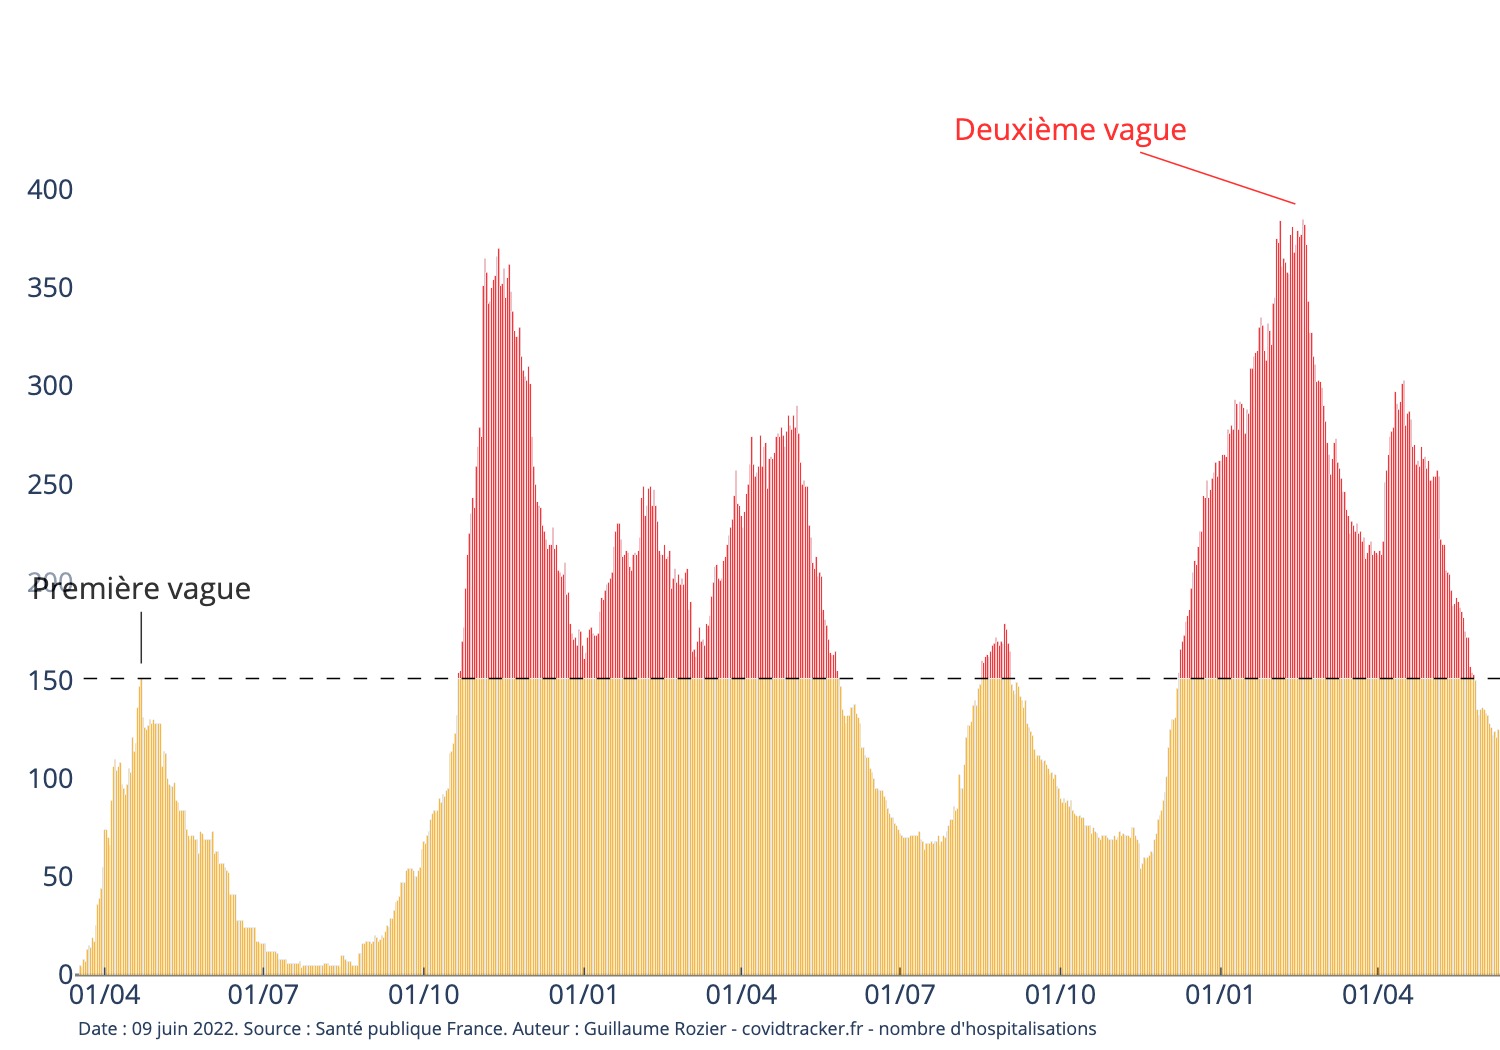 Deuxième vague
400
350
300
250
200
Première vague
150
100
50
0
01/04 01/07 01/10 01/01 01/04 01/07 01/10 01/01 01/04
Date : 09 juin 2022. Source : Santé publique France. Auteur : Guillaume Rozier - covidtracker.fr - nombre d'hospitalisations